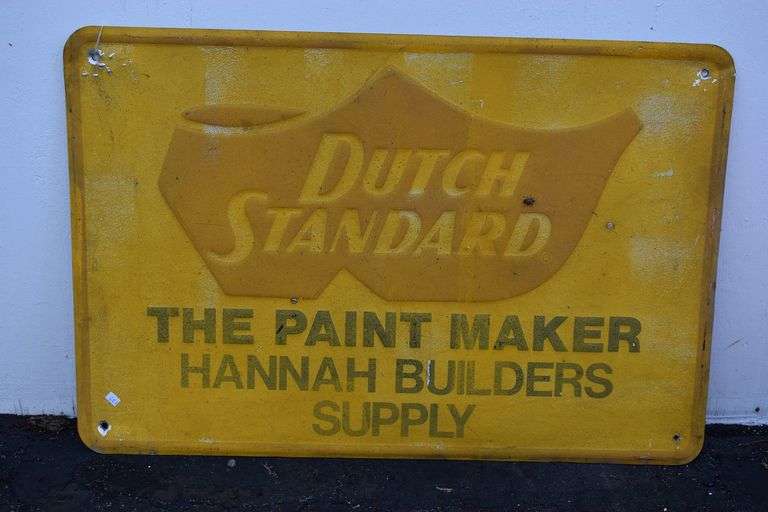 DUTCH
STANDARD
THE PAINT MAKER
HANNAH BUILDERS
SUPPLY